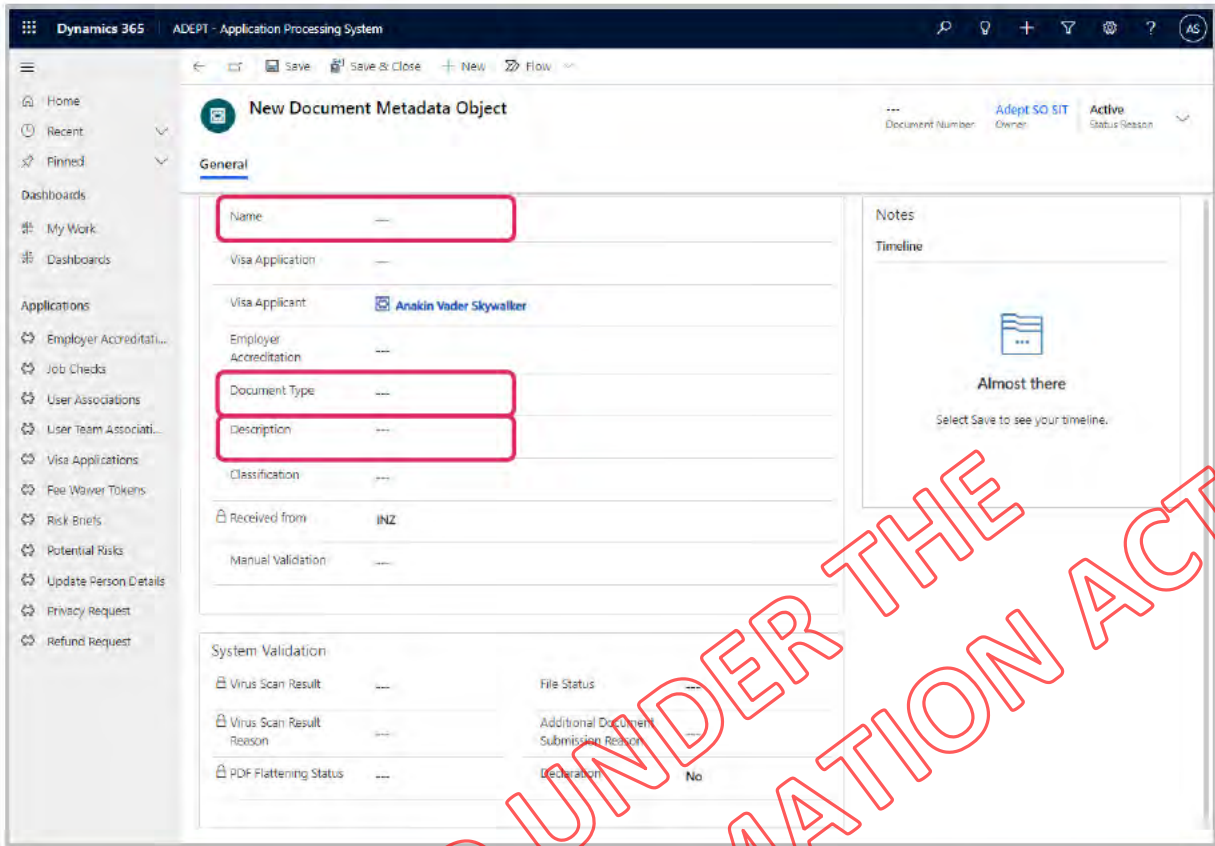 Dynamics 365 ADEPT - Application Processing System ? AS
Save Save & Close New Flow
Home
Recent
Pinned
Dashboards
My Work
Dashboards
Applications
Employer Accreditati...
Job Checks
User Associations
User Team Associati...
Visa Applications
Fee Waiver Tokens
Risk Briefs
Potential Risks
Update Person Details
Privacy Request
Refund Request
New Document Metadata Object
---
Document Number
Adept SO SIT
Owner
Active
Status Reason
General
Name ---
Visa Application ---
Visa Applicant Anakin Vader Skywalker
Employer
Accreditation ---
Document Type ---
Description ---
Classification ---
Received from INZ
Manual Validation ---
Notes
Timeline
Almost there
Select Save to see your timeline.
System Validation
Virus Scan Result --- File Status ---
Virus Scan Result
Reason ---
Additional Document
Submission Reason ---
PDF Flattening Status --- Declaration No
UNDER THE
MATION ACT